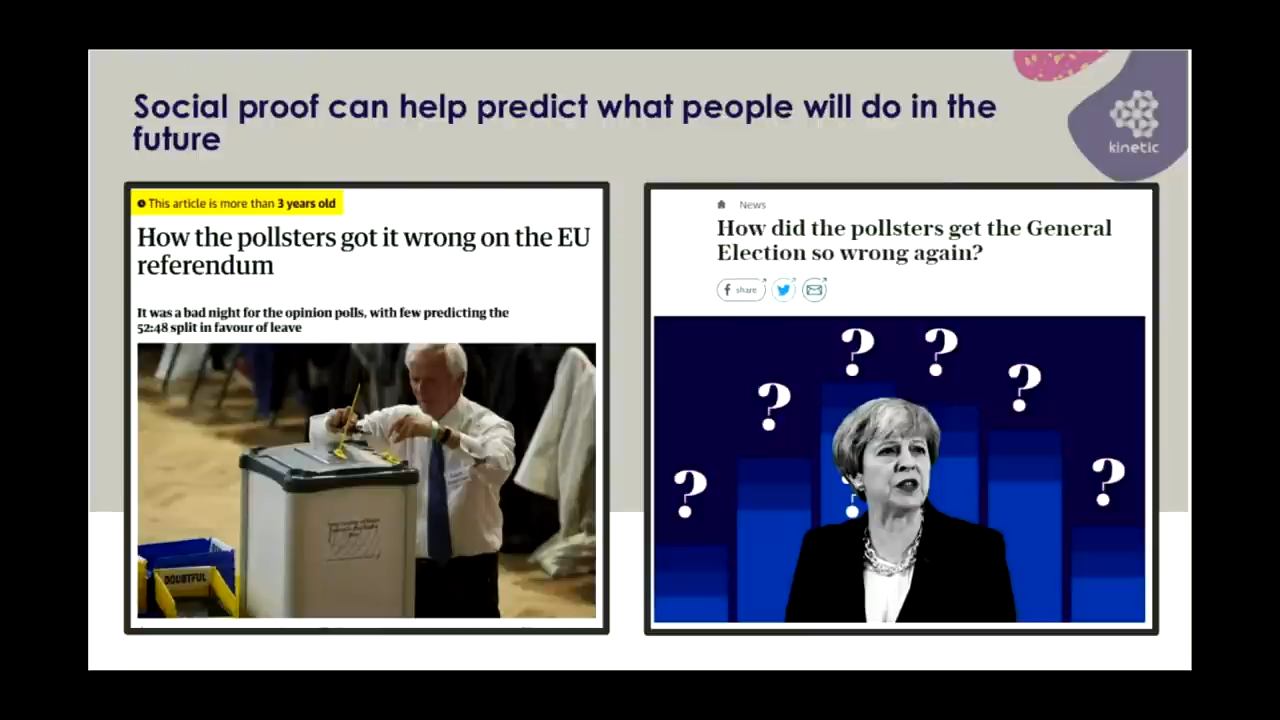 Social proof can help predict what people will do in the
future
kinetic
This article is more than 3 years old
How the pollsters got it wrong on the EU
referendum
It was a bad night for the opinion polls, with few predicting the
52:48 split in favour of leave
DOUBTFUL
News
How did the pollsters get the General
Election so wrong again?
f share
? ? ? ? ? ?